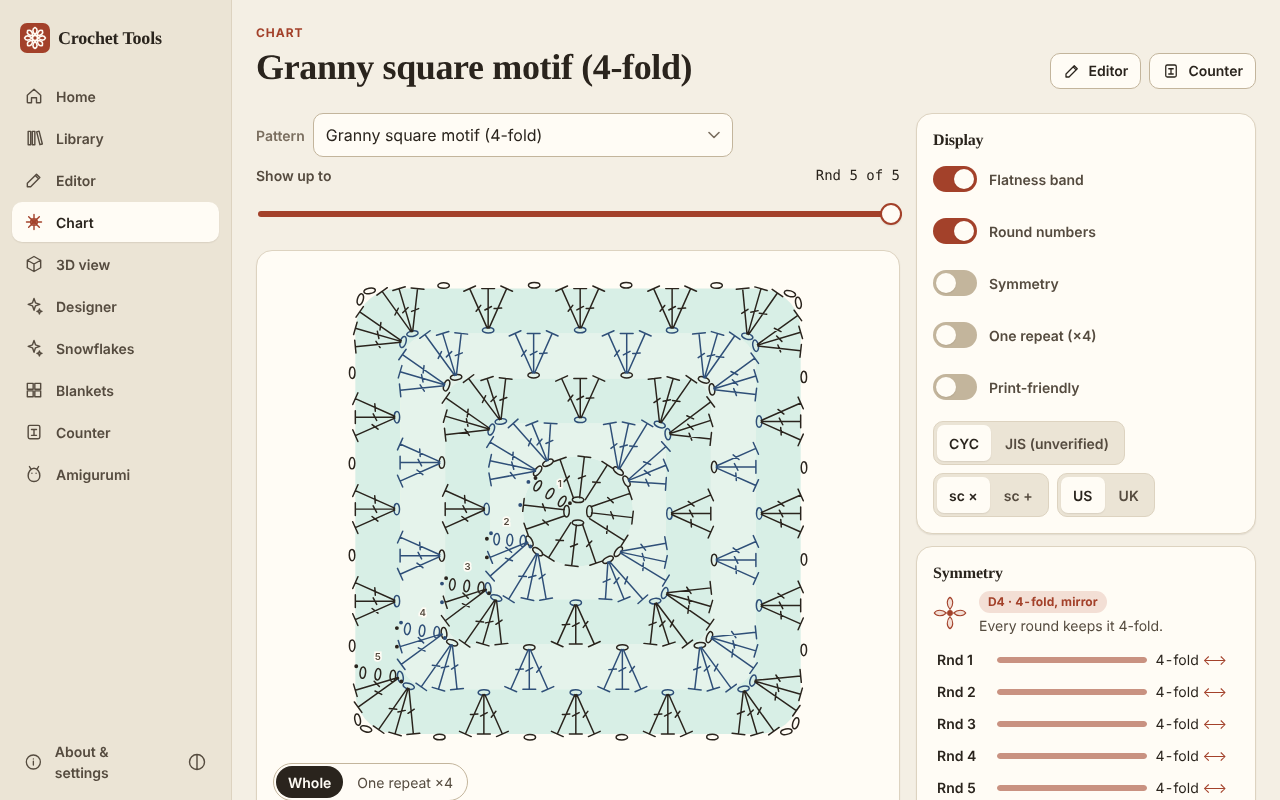 Crochet Tools
Home
Library
Editor
Chart
3D view
Designer
Snowflakes
Blankets
Counter
Amigurumi
About &
settings
CHART
Granny square motif (4-fold)
Editor
Counter
Pattern
Granny square motif (4-fold)
Show up to
Rnd 5 of 5
1
2
3
4
5
Whole
One repeat ×4
Display
Flatness band
Round numbers
Symmetry
One repeat (×4)
Print-friendly
CYC
JIS (unverified)
sc ×
sc +
US
UK
Symmetry
D4 · 4-fold, mirror
Every round keeps it 4-fold.
Rnd 1 4-fold
Rnd 2 4-fold
Rnd 3 4-fold
Rnd 4 4-fold
Rnd 5 4-fold